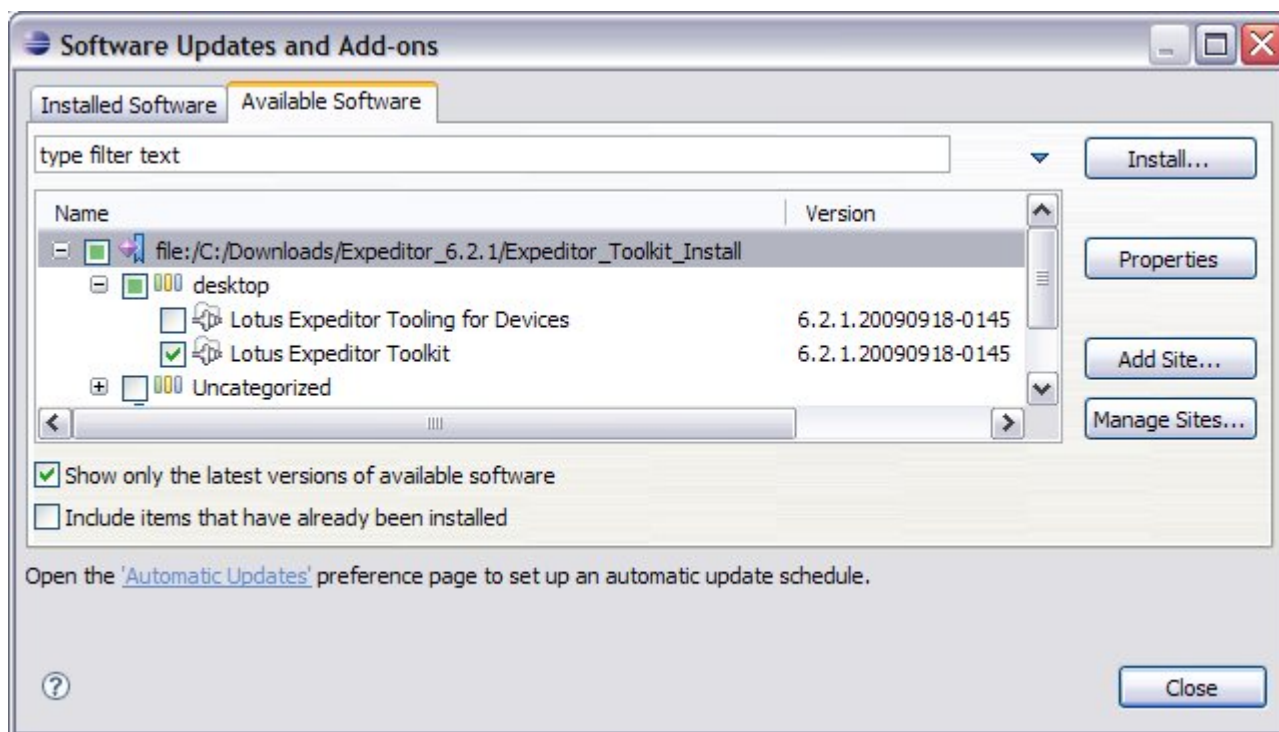 Software Updates and Add-ons
Installed Software Available Software
type filter text Install...
Name Version
file:/C:/Downloads/Expeditor_6.2.1/Expeditor_Toolkit_Install
Properties
desktop
Lotus Expeditor Tooling for Devices 6.2.1.20090918-0145
Lotus Expeditor Toolkit 6.2.1.20090918-0145
Add Site...
Uncategorized
Manage Sites...
Show only the latest versions of available software
Include items that have already been installed
Open the 'Automatic Updates' preference page to set up an automatic update schedule.
? Close